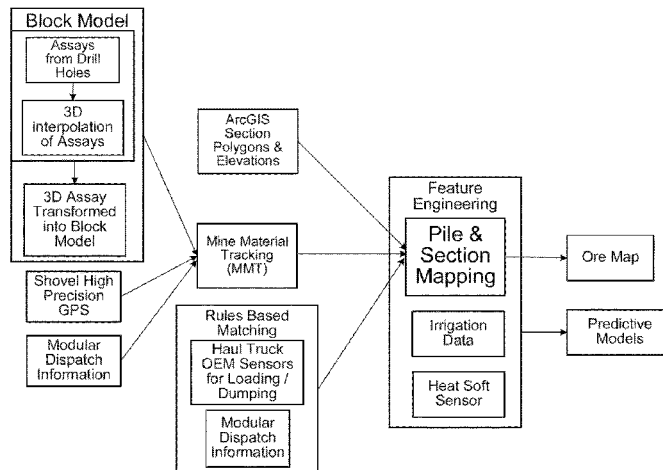 Block Model
Assays
from Drill
Holes
3D
interpolation
of Assays
3D Assay
Transformed
into Block
Model
Shovel High
Precision
GPS
Modular
Dispatch
Information
ArcGIS
Section
Polygons &
Elevations
Mine Material
Tracking
(MMT)
Rules Based
Matching
Haul Truck
OEM Sensors
for Loading /
Dumping
Modular
Dispatch
Information
Feature
Engineering
Pile &
Section
Mapping
Irrigation
Data
Heat Soft
Sensor
Ore Map
Predictive
Models